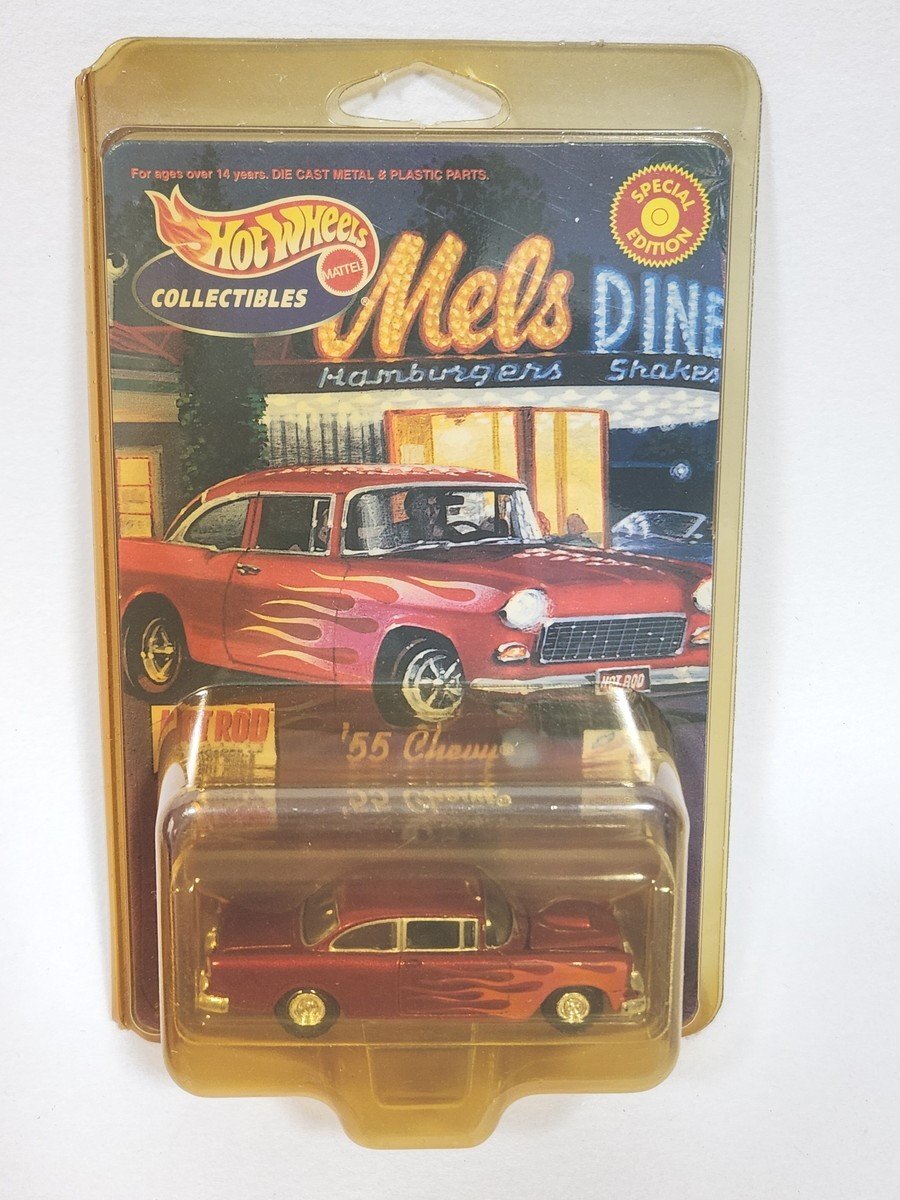 For ages over 14 years. DIE CAST METAL & PLASTIC PARTS.
SPECIAL
EDITION
HOT WHEELS
MATTEL
COLLECTIBLES
®
Mels DINE
Hamburgers Shakes
HOT ROD
HOT ROD
'55 Chevy®